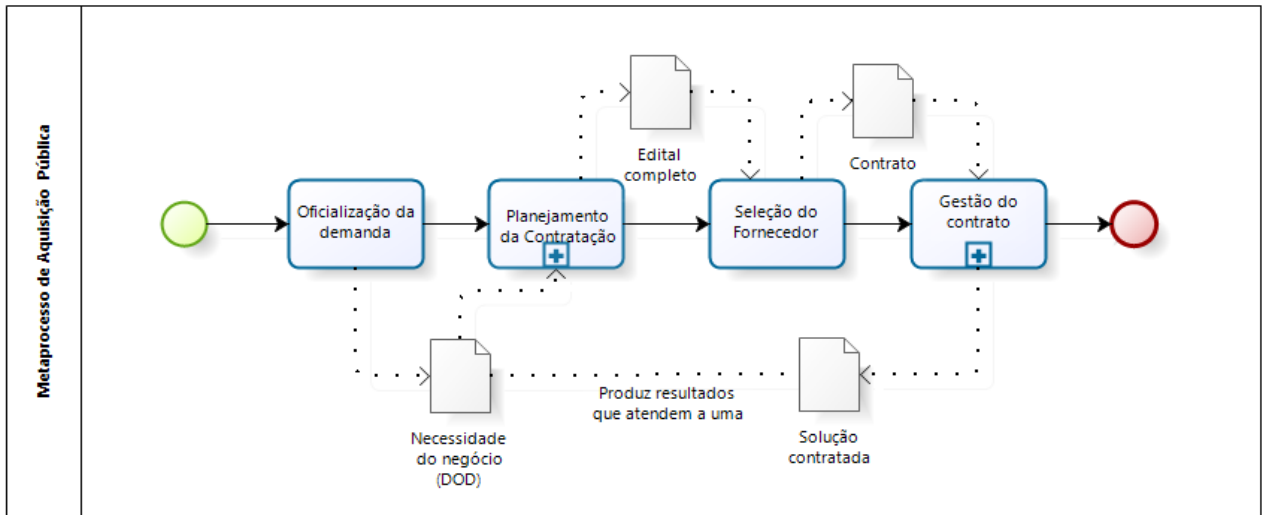 Metaprocesso de Aquisição Pública
Edital
completo
Contrato
Oficialização da
demanda
Planejamento
da Contratação
Seleção do
Fornecedor
Gestão do
contrato
Produz resultados
que atendem a uma
Necessidade
do negócio
(DOD)
Solução
contratada